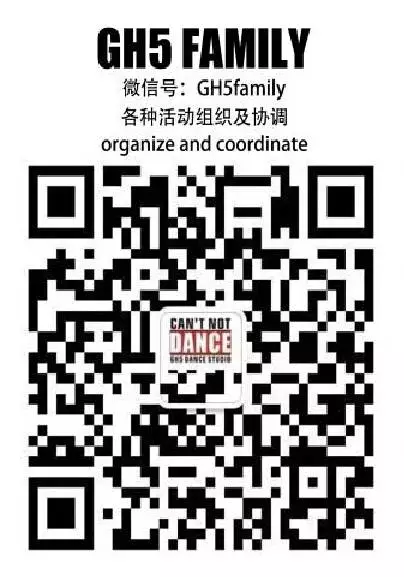 GH5 FAMILY
微信号：GH5family
各种活动组织及协调
organize and coordinate
CAN'T NOT
DANCE
GH5 DANCE STUDIO